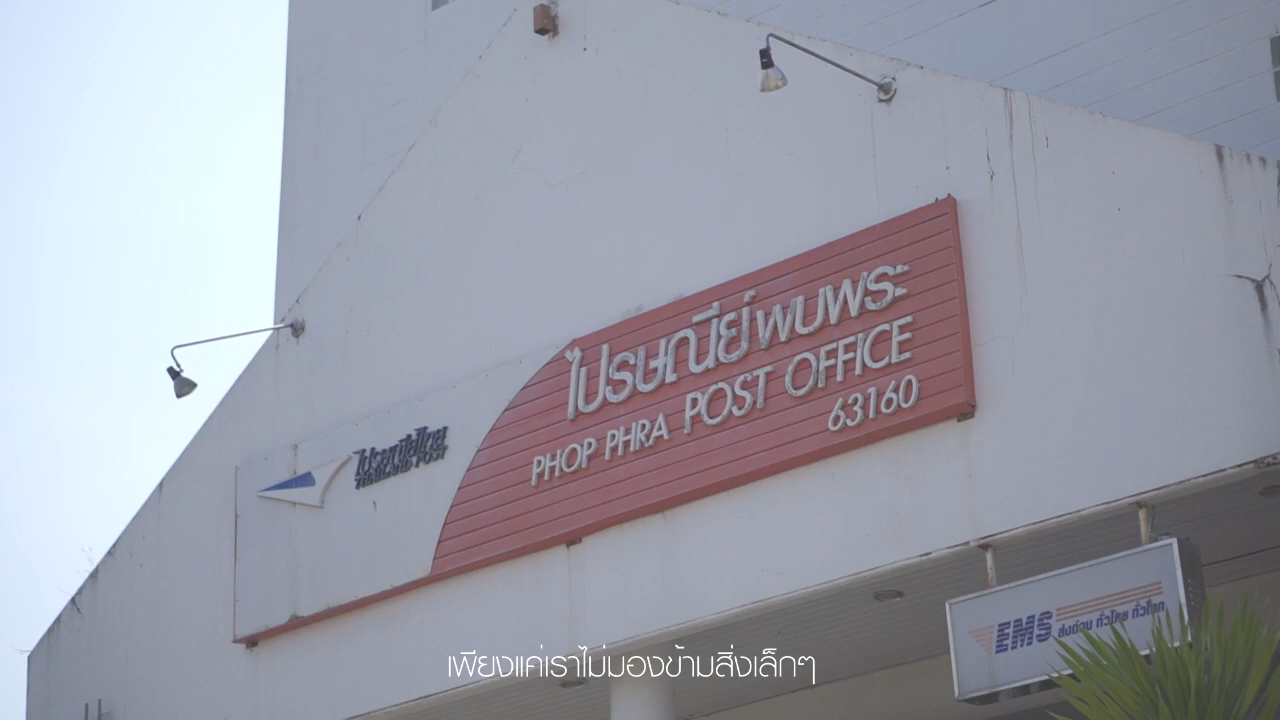 ไปรษณีย์พบพระ
PHOP PHRA POST OFFICE
63160
ไปรษณีย์ไทย
THAILAND POST
EMS
ส่งด่วน ทั่วไทย ทั่วโลก
เพียงแค่เราไม่มองข้ามสิ่งเล็กๆ